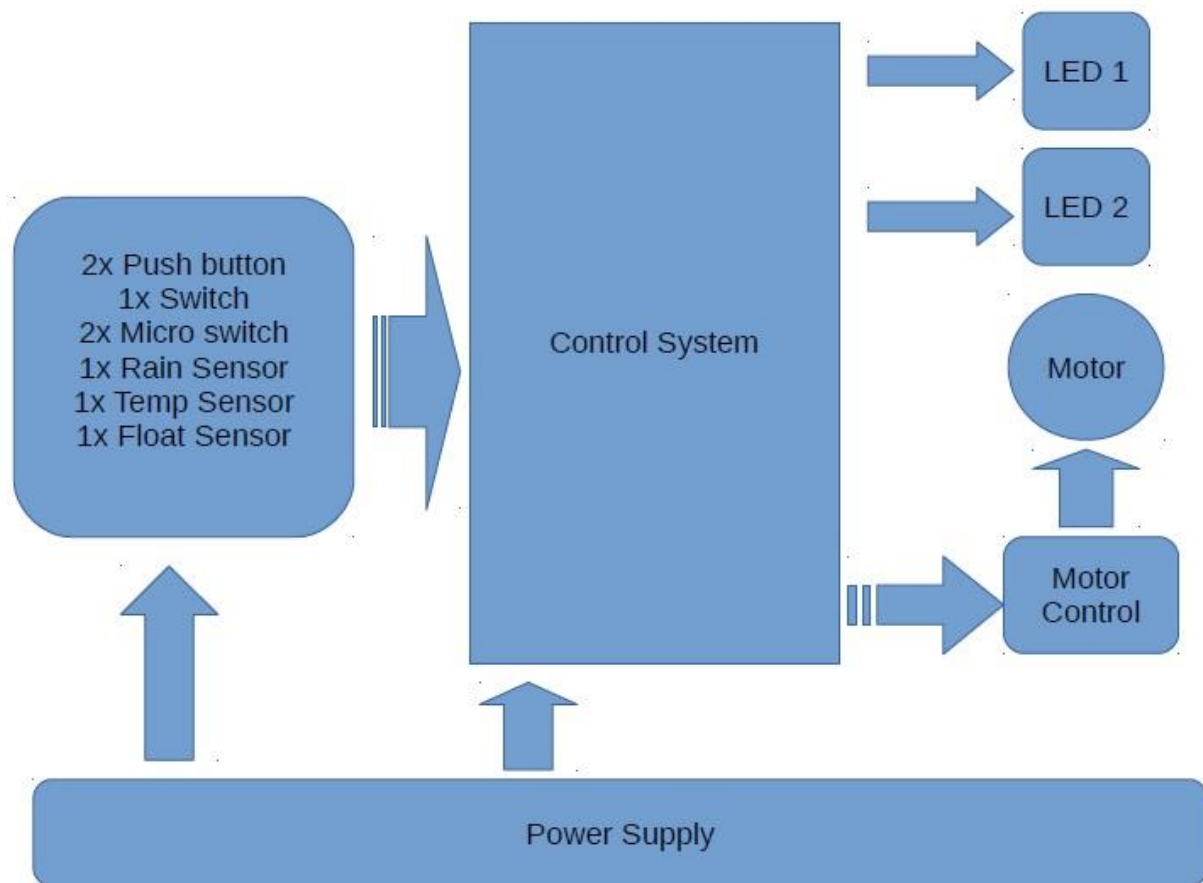 2x Push button
1x Switch
2x Micro switch
1x Rain Sensor
1x Temp Sensor
1x Float Sensor
Control System
LED 1
LED 2
Motor
Motor
Control
Power Supply